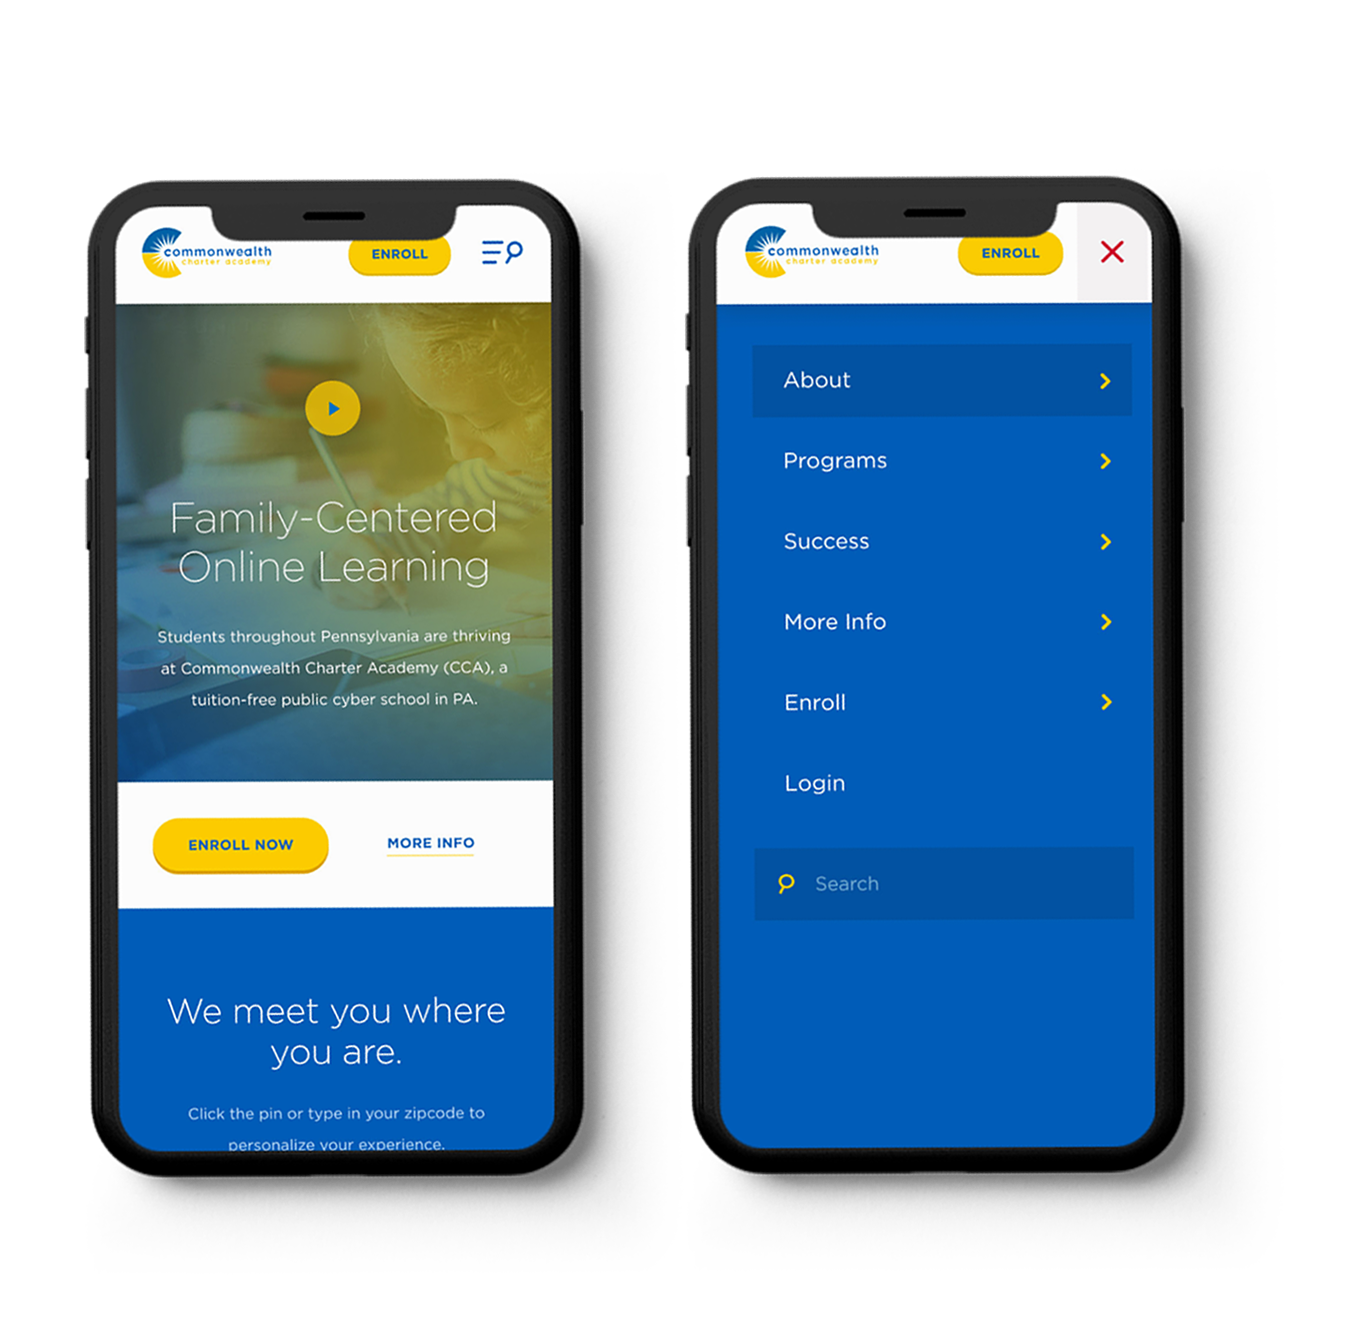 commonwealth
charter academy
ENROLL
Family-Centered
Online Learning
Students throughout Pennsylvania are thriving
at Commonwealth Charter Academy (CCA), a
tuition-free public cyber school in PA.
ENROLL NOW
MORE INFO
We meet you where
you are.
Click the pin or type in your zipcode to
personalize your experience.
commonwealth
charter academy
ENROLL
About
Programs
Success
More Info
Enroll
Login
Search